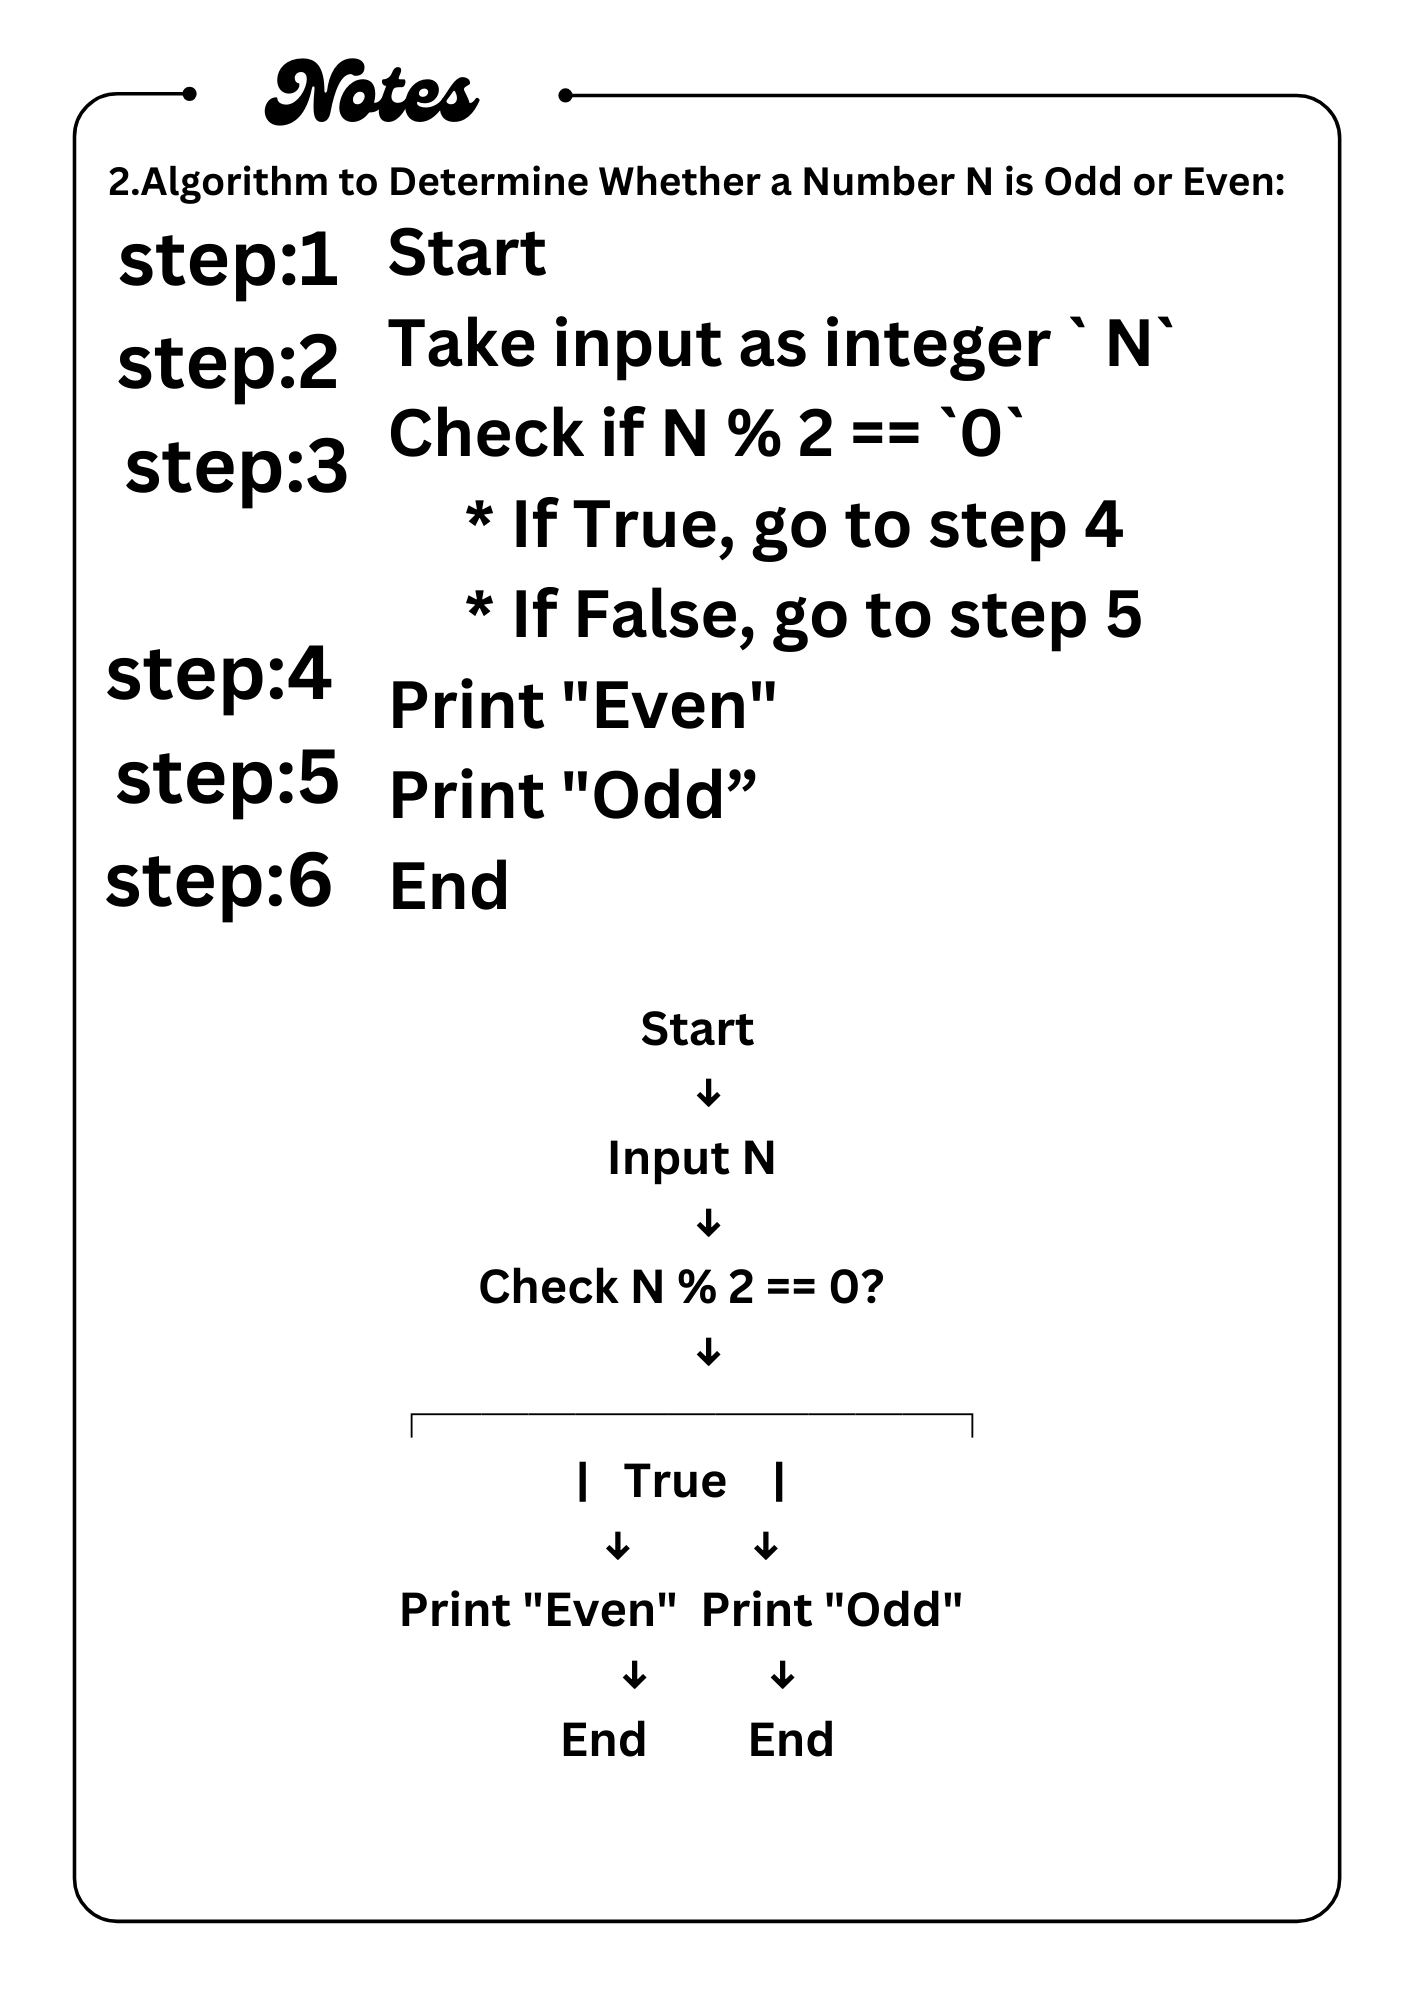 Notes
2.Algorithm to Determine Whether a Number N is Odd or Even:
step:1 Start
step:2 Take input as integer ` N`
step:3 Check if N % 2 == `0`
* If True, go to step 4
* If False, go to step 5
step:4 Print "Even"
step:5 Print "Odd”
step:6 End
Start
↓
Input N
↓
Check N % 2 == 0?
↓
| True |
↓ ↓
Print "Even" Print "Odd"
↓ ↓
End End